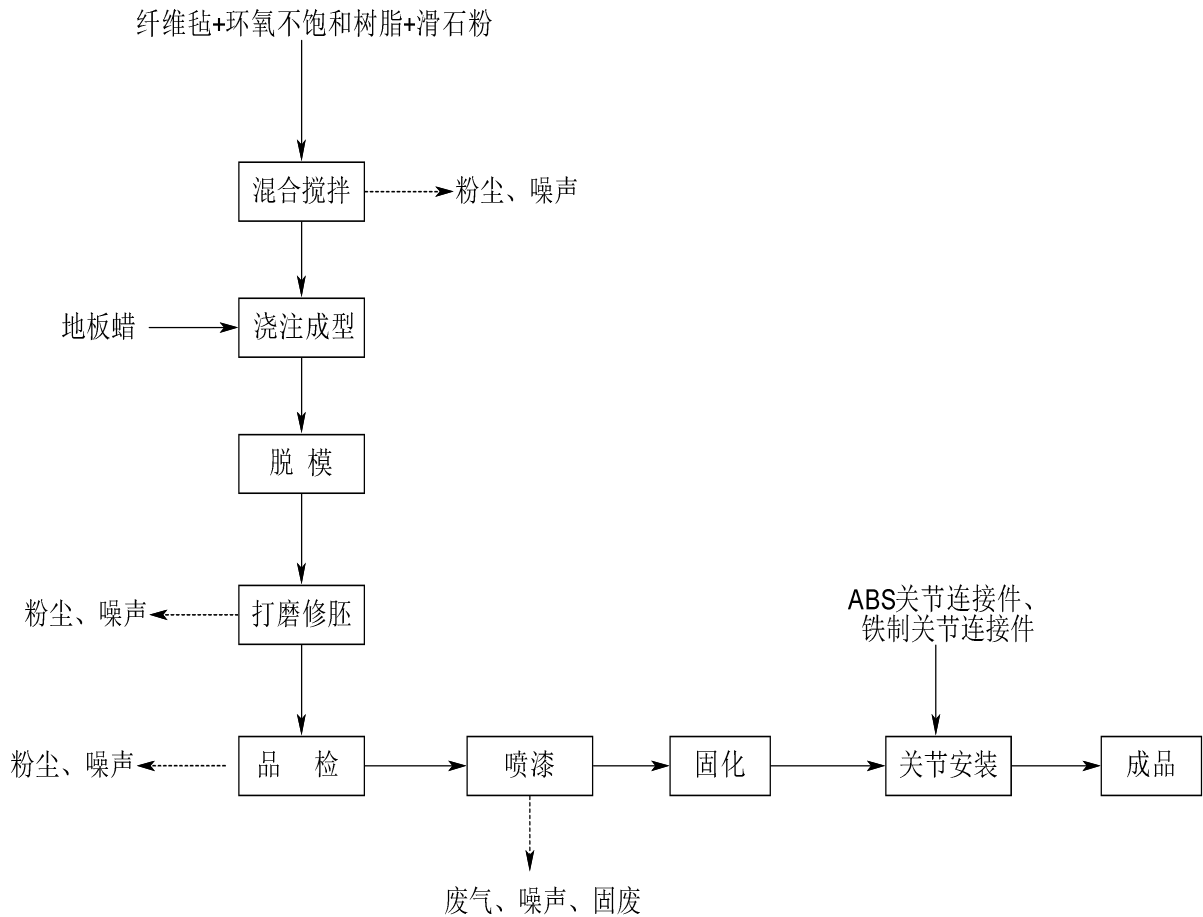 纤维毡+环氧不饱和树脂+滑石粉
混合搅拌
粉尘、噪声
地板蜡
浇注成型
脱 模
粉尘、噪声
打磨修胚
ABS关节连接件、
铁制关节连接件
粉尘、噪声
品 检
喷漆
固化
关节安装
成品
废气、噪声、固废